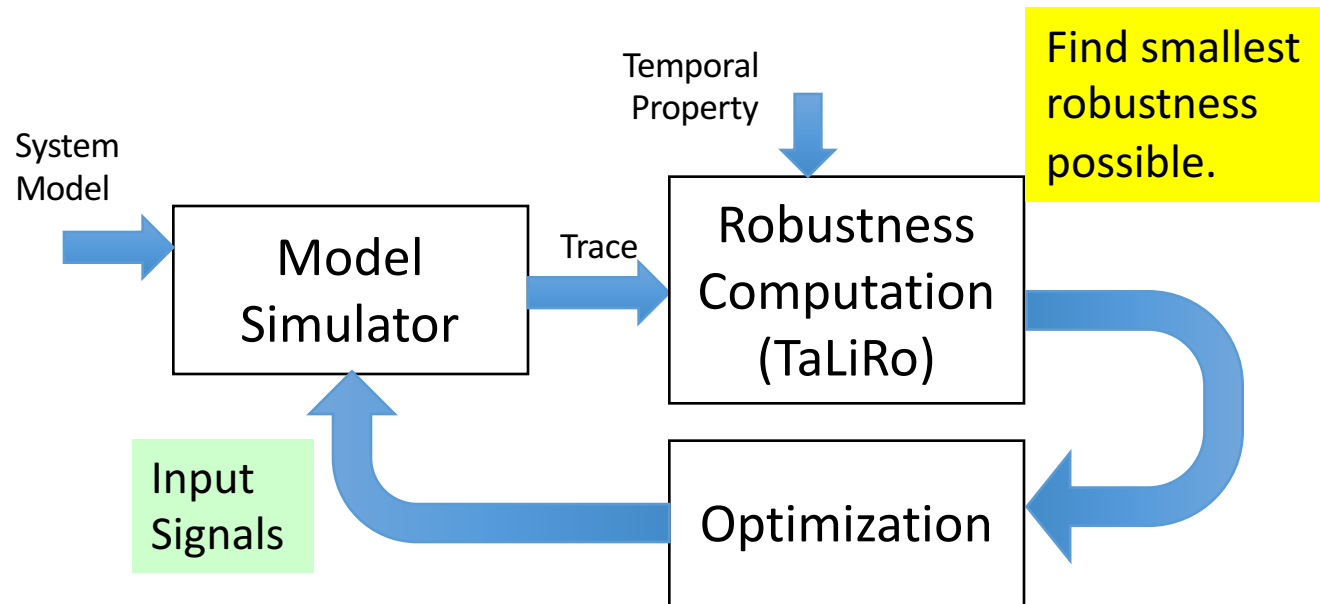 Find smallest
robustness
possible.
Temporal
Property
System
Model
Model
Simulator
Trace
Robustness
Computation
(TaLiRo)
Input
Signals
Optimization